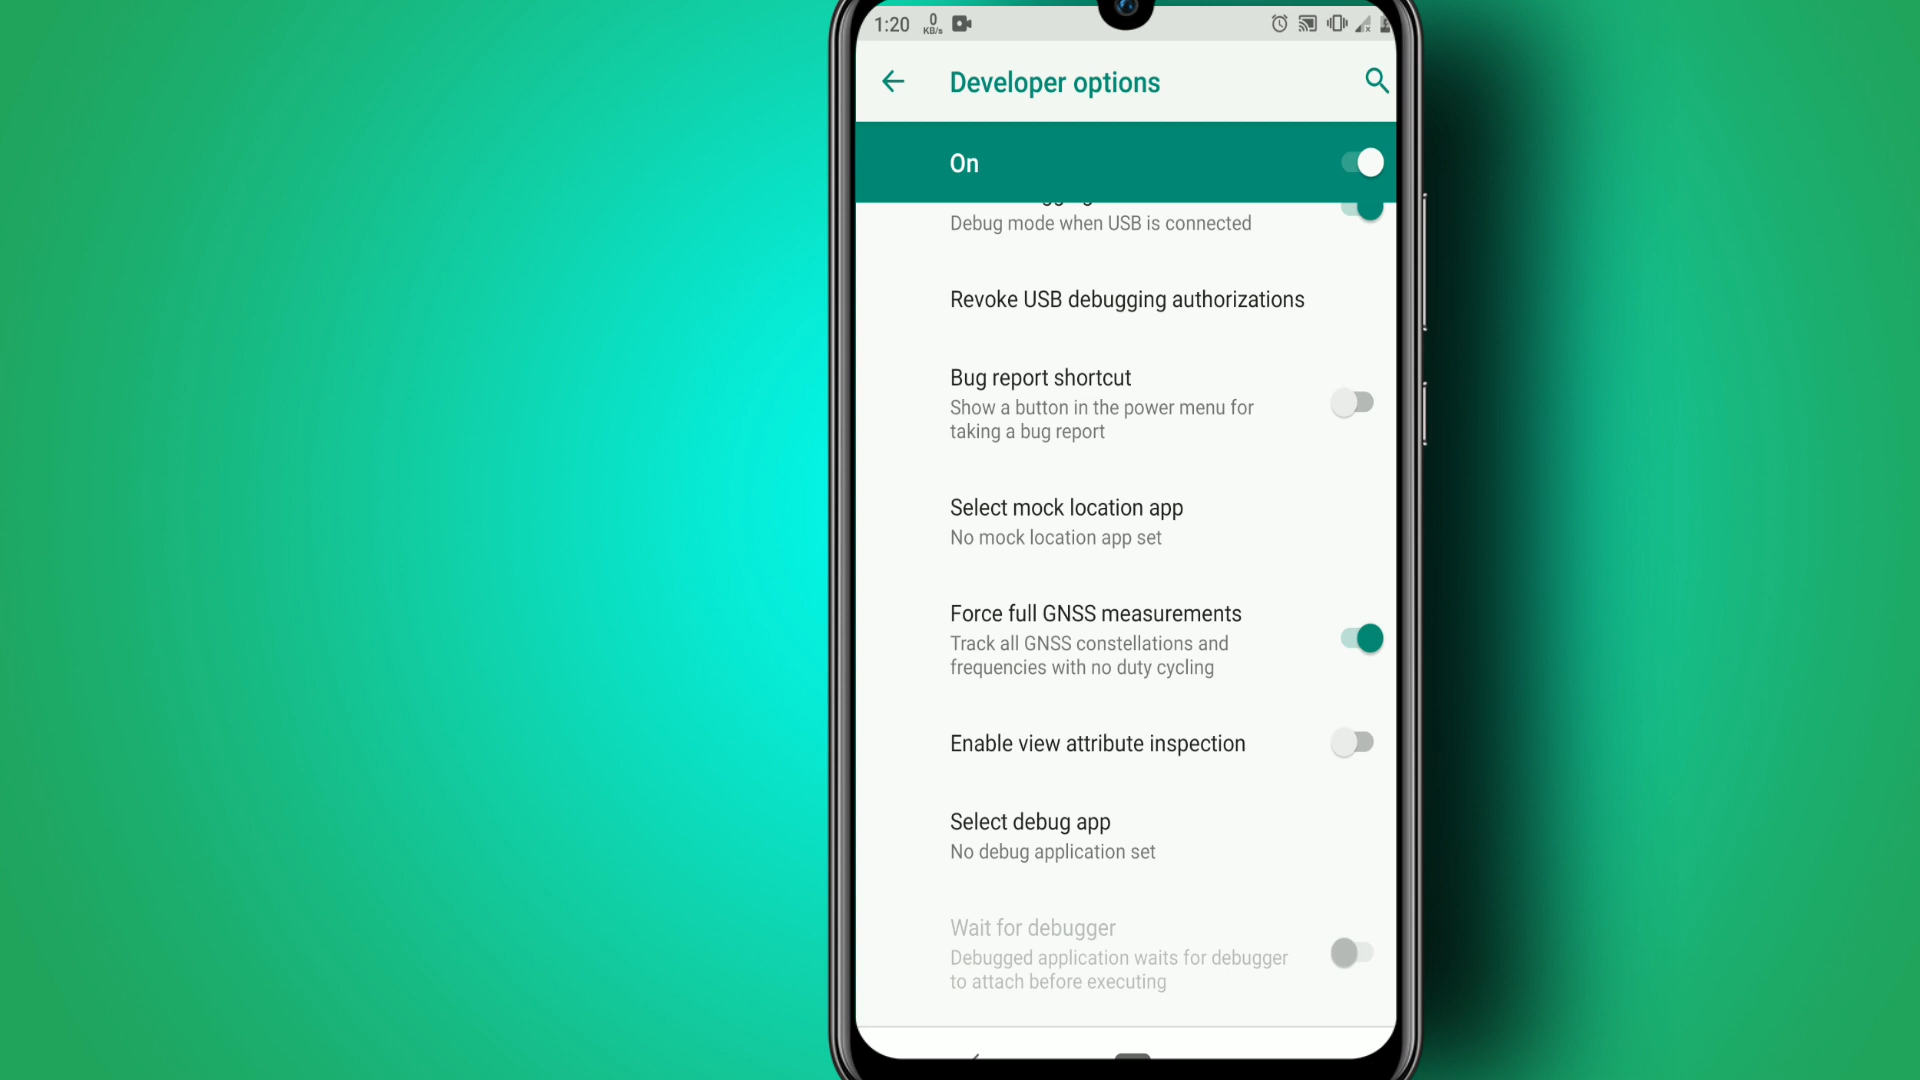 1:20 0
KB/s
Developer options
On
Debug mode when USB is connected
Revoke USB debugging authorizations
Bug report shortcut
Show a button in the power menu for
taking a bug report
Select mock location app
No mock location app set
Force full GNSS measurements
Track all GNSS constellations and
frequencies with no duty cycling
Enable view attribute inspection
Select debug app
No debug application set
Wait for debugger
Debugged application waits for debugger
to attach before executing